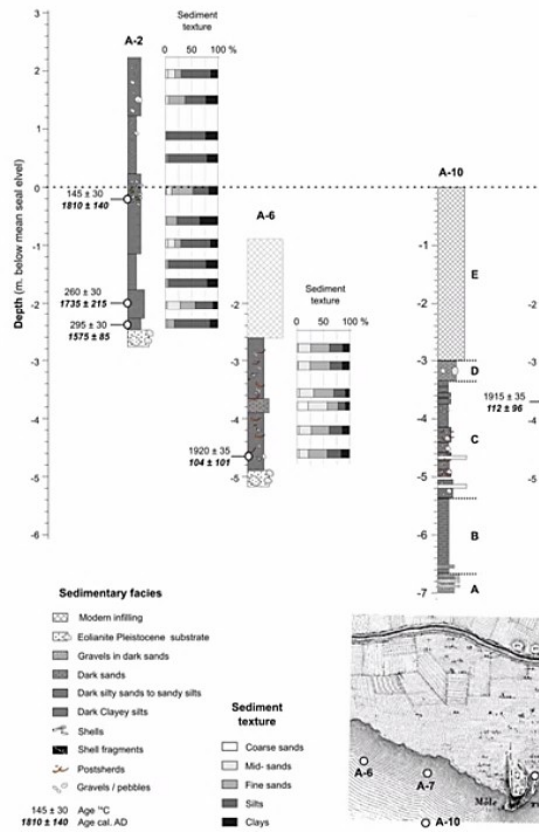 Sediment
texture
A-2
0 50 100 %
3
2
1
0
-1
-2
-3
-4
-5
-6
Depth (m. below mean seal elvel)
145 ± 30
1810 ± 140
260 ± 30
1735 ± 215
295 ± 30
1575 ± 85
A-6
-2
-3
-4
-5
1920 ± 35
104 ± 101
Sediment
texture
0 50 100 %
A-10
-1
-2
-3
-4
-5
-6
-7
E
D
C
B
A
1915 ± 35
112 ± 96
Sedimentary facies
Modern infilling
Eolianite Pleistocene substrate
Gravels in dark sands
Dark sands
Dark silty sands to sandy silts
Dark Clayey silts
Shells
Shell fragments
Postsherds
Gravels / pebbles
145 ± 30 Age ¹⁴C
1810 ± 140 Age cal. AD
Sediment
texture
Coarse sands
Mid- sands
Fine sands
Silts
Clays
A-6
A-7
A-10
Môle